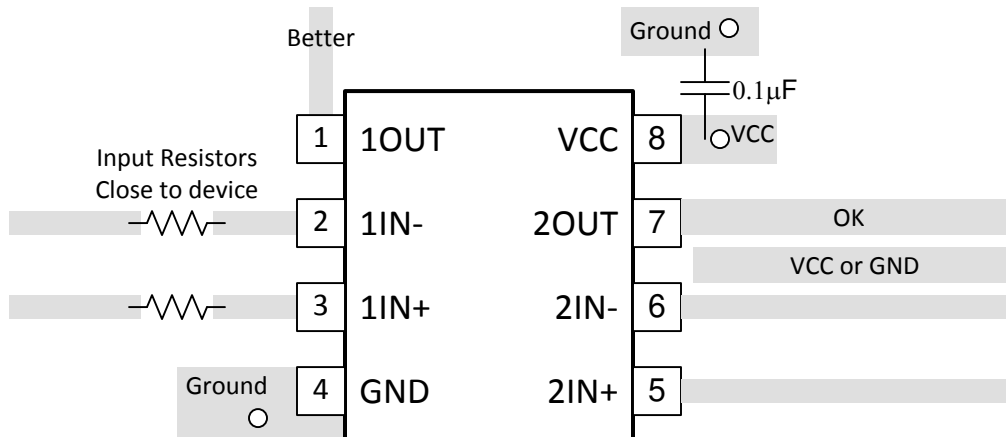 Better
Ground
0.1µF
1 1OUT VCC 8 VCC
Input Resistors
Close to device
2 1IN- 2OUT 7 OK
VCC or GND
3 1IN+ 2IN- 6
Ground
4 GND 2IN+ 5